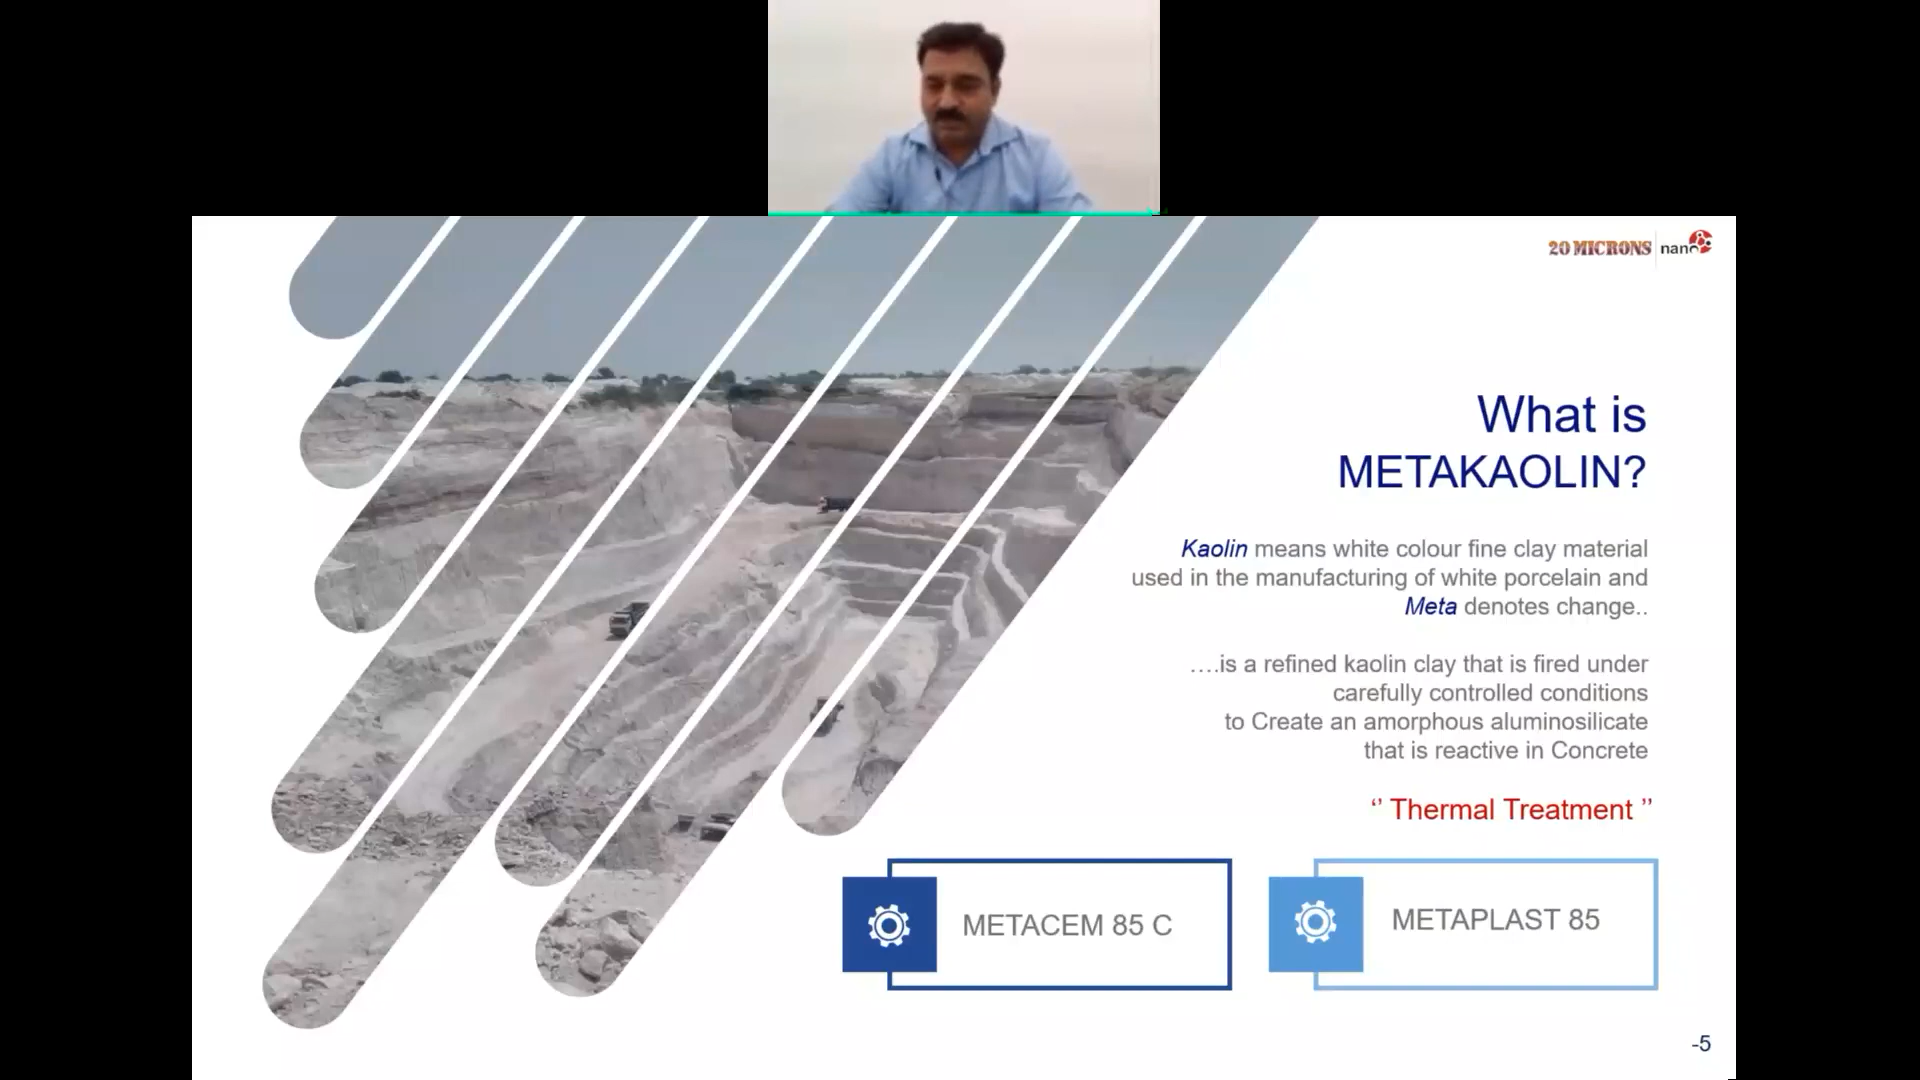 20 MICRONS nano
What is
METAKAOLIN?
Kaolin means white colour fine clay material
used in the manufacturing of white porcelain and
Meta denotes change..
….is a refined kaolin clay that is fired under
carefully controlled conditions
to Create an amorphous aluminosilicate
that is reactive in Concrete
‘’ Thermal Treatment ’’
METACEM 85 C
METAPLAST 85
-5